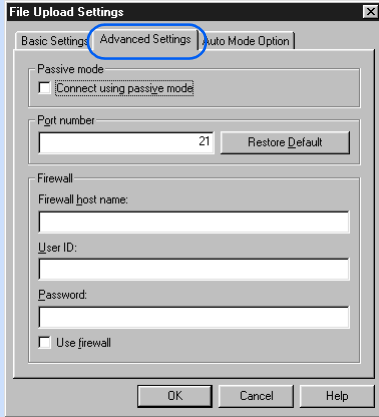 File Upload Settings
Basic Settings Advanced Settings Auto Mode Option
Passive mode
Connect using passive mode
Port number
21 Restore Default
Firewall
Firewall host name:
User ID:
Password:
Use firewall
OK Cancel Help